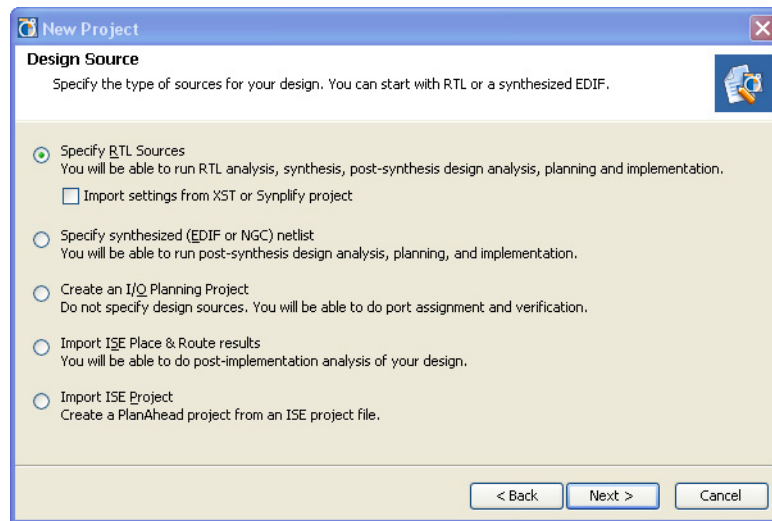 New Project
Design Source
Specify the type of sources for your design. You can start with RTL or a synthesized EDIF.
Specify RTL Sources
You will be able to run RTL analysis, synthesis, post-synthesis design analysis, planning and implementation.
Import settings from XST or Synplify project
Specify synthesized (EDIF or NGC) netlist
You will be able to run post-synthesis design analysis, planning, and implementation.
Create an I/O Planning Project
Do not specify design sources. You will be able to do port assignment and verification.
Import ISE Place & Route results
You will be able to do post-implementation analysis of your design.
Import ISE Project
Create a PlanAhead project from an ISE project file.
< Back Next > Cancel